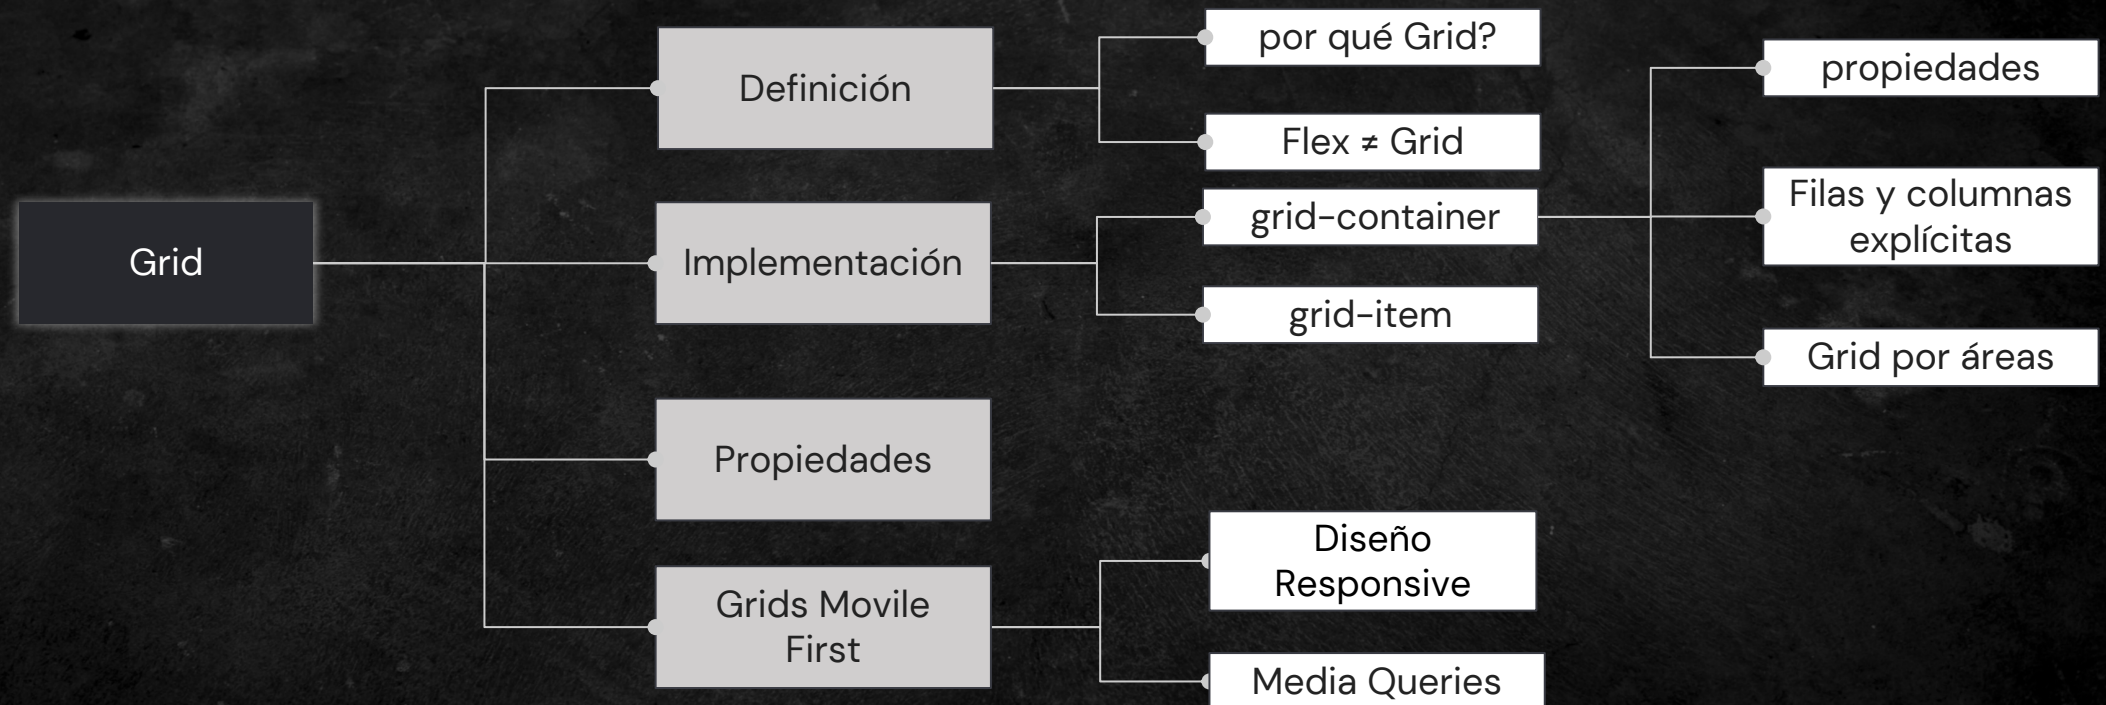 Grid
Definición
por qué Grid?
Flex ≠ Grid
Implementación
grid-container
propiedades
Filas y columnas
explícitas
Grid por áreas
grid-item
Propiedades
Grids Movile
First
Diseño
Responsive
Media Queries